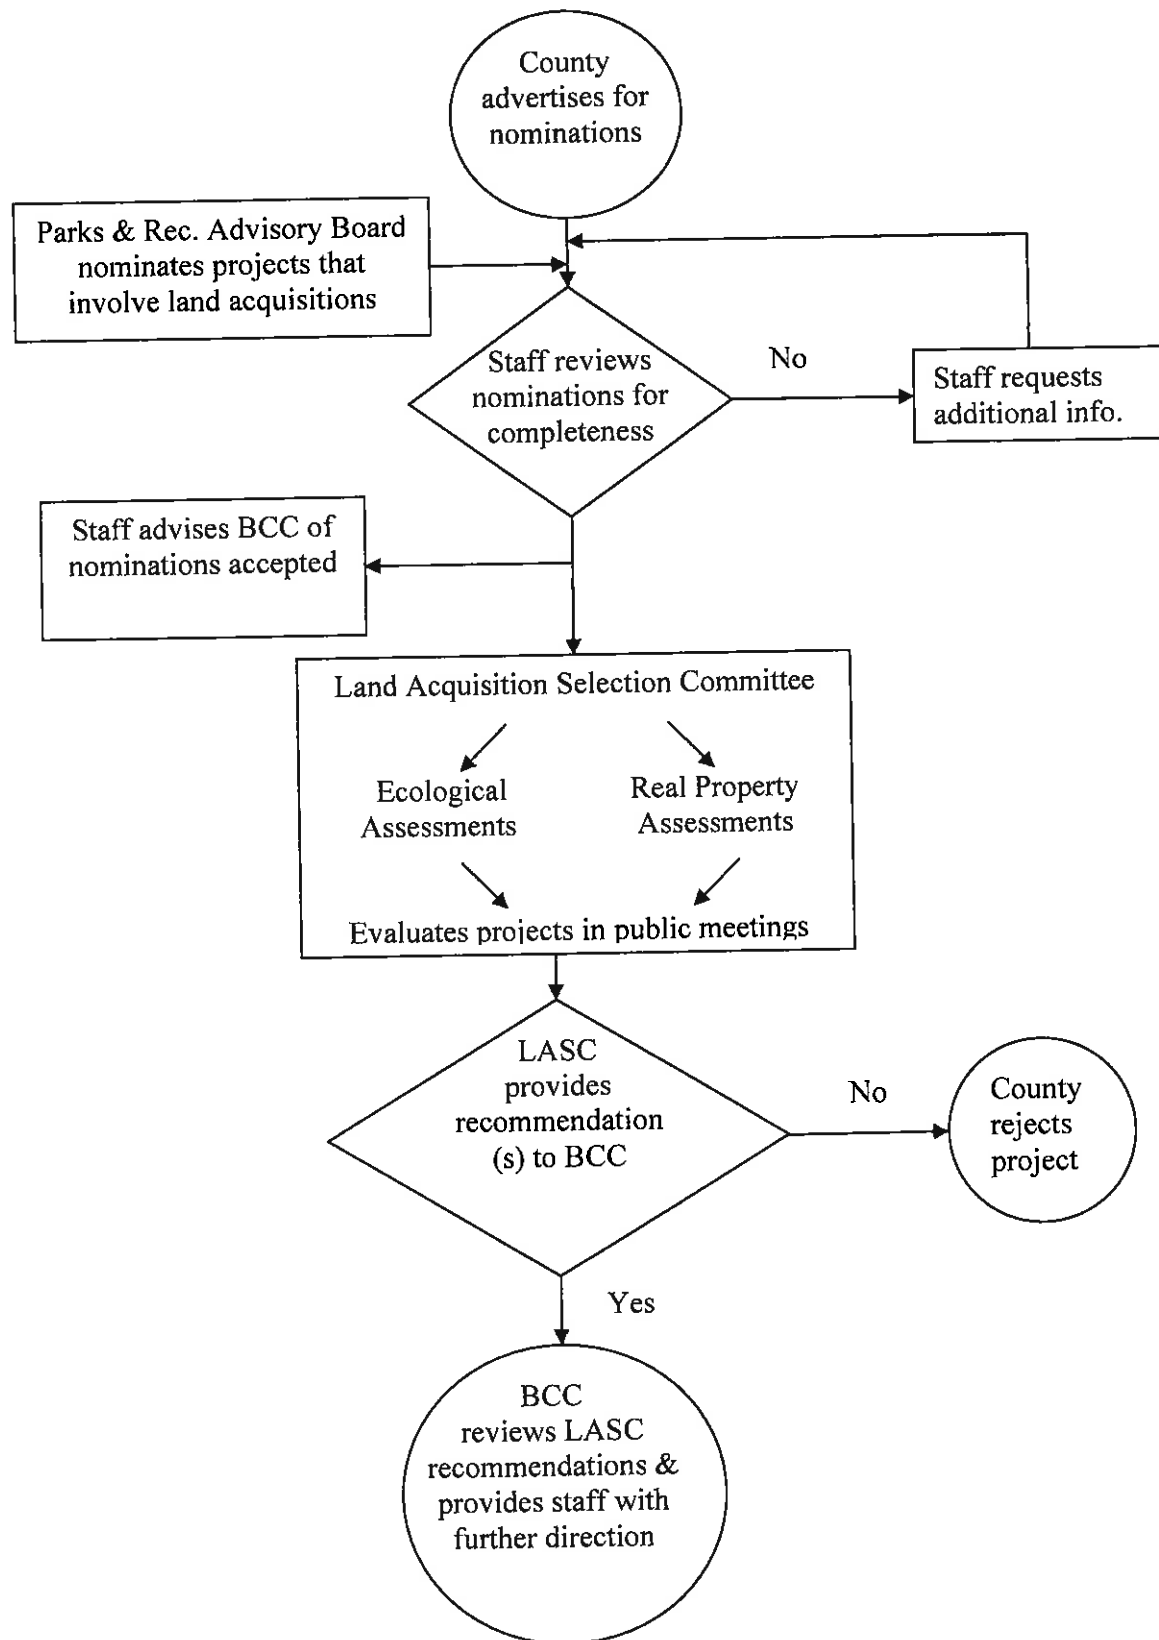 County
advertises for
nominations
Parks & Rec. Advisory Board
nominates projects that
involve land acquisitions
Staff reviews
nominations for
completeness
No
Staff requests
additional info.
Staff advises BCC of
nominations accepted
Land Acquisition Selection Committee
Ecological
Assessments
Real Property
Assessments
Evaluates projects in public meetings
LASC
provides
recommendation
(s) to BCC
No
County
rejects
project
Yes
BCC
reviews LASC
recommendations &
provides staff with
further direction